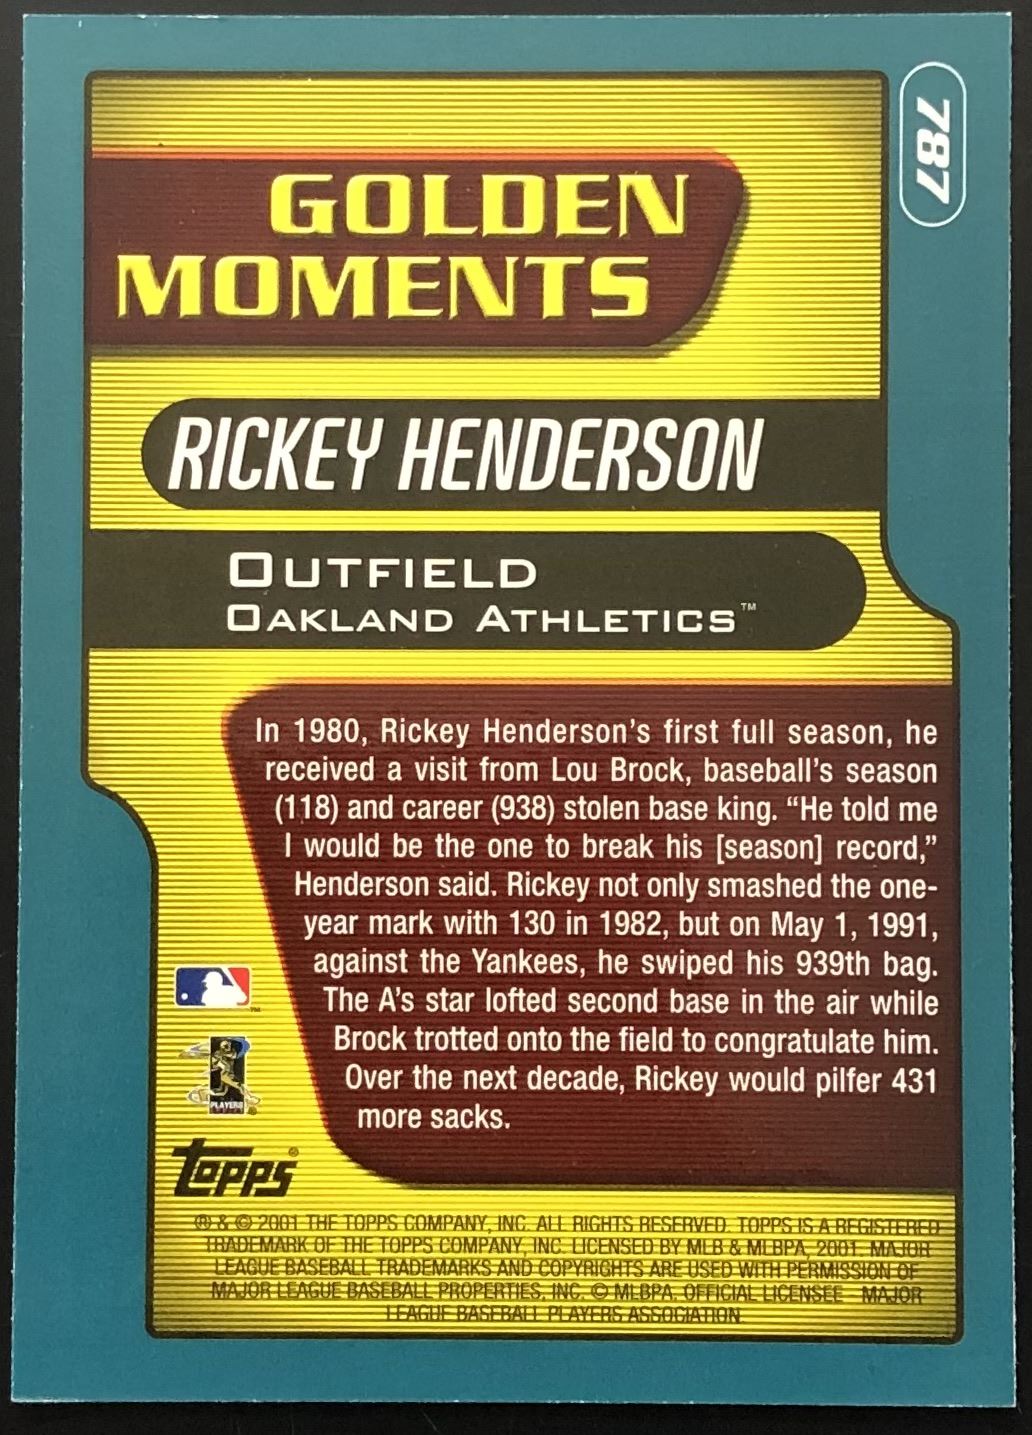 787
GOLDEN
MOMENTS
RICKEY HENDERSON
OUTFIELD
OAKLAND ATHLETICS™
In 1980, Rickey Henderson's first full season, he
received a visit from Lou Brock, baseball's season
(118) and career (938) stolen base king. “He told me
I would be the one to break his [season] record,”
Henderson said. Rickey not only smashed the one-
year mark with 130 in 1982, but on May 1, 1991,
against the Yankees, he swiped his 939th bag.
The A's star lofted second base in the air while
Brock trotted onto the field to congratulate him.
Over the next decade, Rickey would pilfer 431
more sacks.
PLAYERS
TOPPS®
® & © 2001 THE TOPPS COMPANY, INC. ALL RIGHTS RESERVED. TOPPS IS A REGISTERED
TRADEMARK OF THE TOPPS COMPANY, INC. LICENSED BY MLB & MLBPA, 2001. MAJOR
LEAGUE BASEBALL TRADEMARKS AND COPYRIGHTS ARE USED WITH PERMISSION OF
MAJOR LEAGUE BASEBALL PROPERTIES, INC. © MLBPA. OFFICIAL LICENSEE MAJOR
LEAGUE BASEBALL PLAYERS ASSOCIATION.